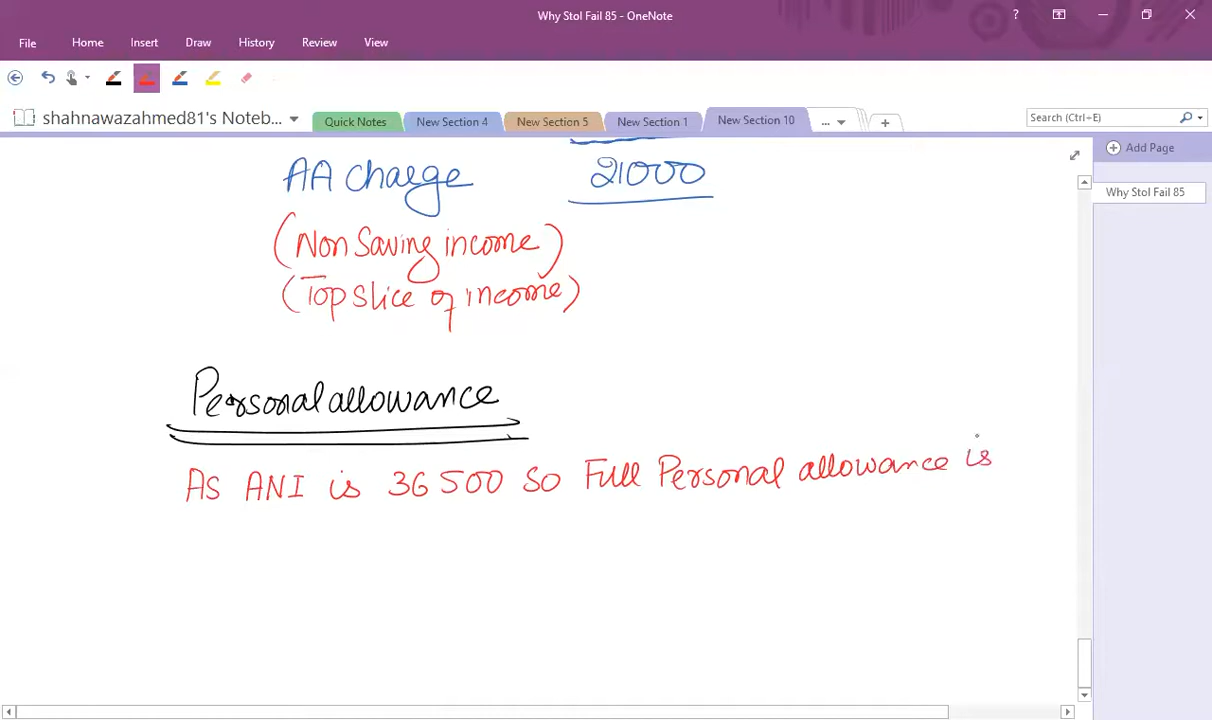 Why Stol Fail 85 - OneNote
?
File Home Insert Draw History Review View
shahnawazahmed81's Noteb...
Quick Notes New Section 4 New Section 5 New Section 1 New Section 10 ...
Search (Ctrl+E)
Add Page
Why Stol Fail 85
AA charge 21000
(Non Saving income)
(Top slice of income)
Personal allowance
As ANI is 36500 So Full Personal allowance is